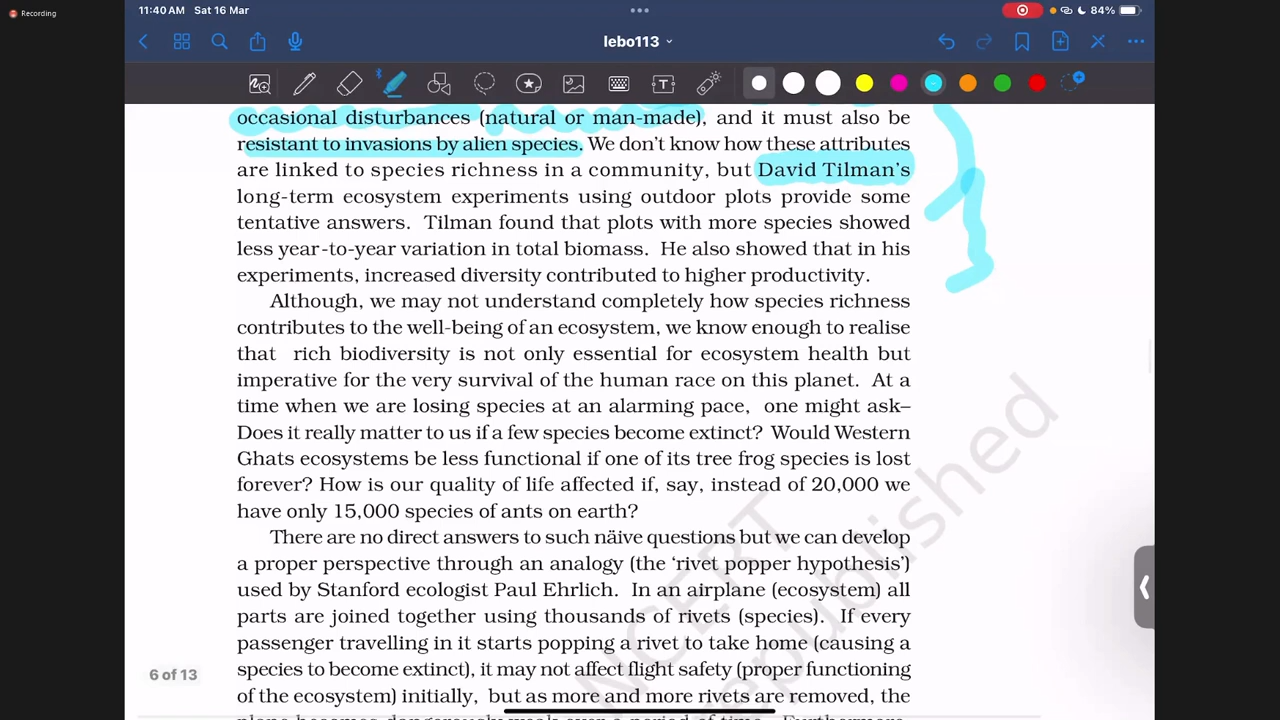 Recording
11:40 AM Sat 16 Mar
84%
lebo113
T
occasional disturbances (natural or man-made), and it must also be
resistant to invasions by alien species. We don't know how these attributes
are linked to species richness in a community, but David Tilman's
long-term ecosystem experiments using outdoor plots provide some
tentative answers. Tilman found that plots with more species showed
less year-to-year variation in total biomass. He also showed that in his
experiments, increased diversity contributed to higher productivity.
Although, we may not understand completely how species richness
contributes to the well-being of an ecosystem, we know enough to realise
that rich biodiversity is not only essential for ecosystem health but
imperative for the very survival of the human race on this planet. At a
time when we are losing species at an alarming pace, one might ask–
Does it really matter to us if a few species become extinct? Would Western
Ghats ecosystems be less functional if one of its tree frog species is lost
forever? How is our quality of life affected if, say, instead of 20,000 we
have only 15,000 species of ants on earth?
There are no direct answers to such näive questions but we can develop
a proper perspective through an analogy (the 'rivet popper hypothesis')
used by Stanford ecologist Paul Ehrlich. In an airplane (ecosystem) all
parts are joined together using thousands of rivets (species). If every
passenger travelling in it starts popping a rivet to take home (causing a
species to become extinct), it may not affect flight safety (proper functioning
of the ecosystem) initially, but as more and more rivets are removed, the
plane becomes dangerously weak over a period of time. Furthermore,
6 of 13
NCERT
republished